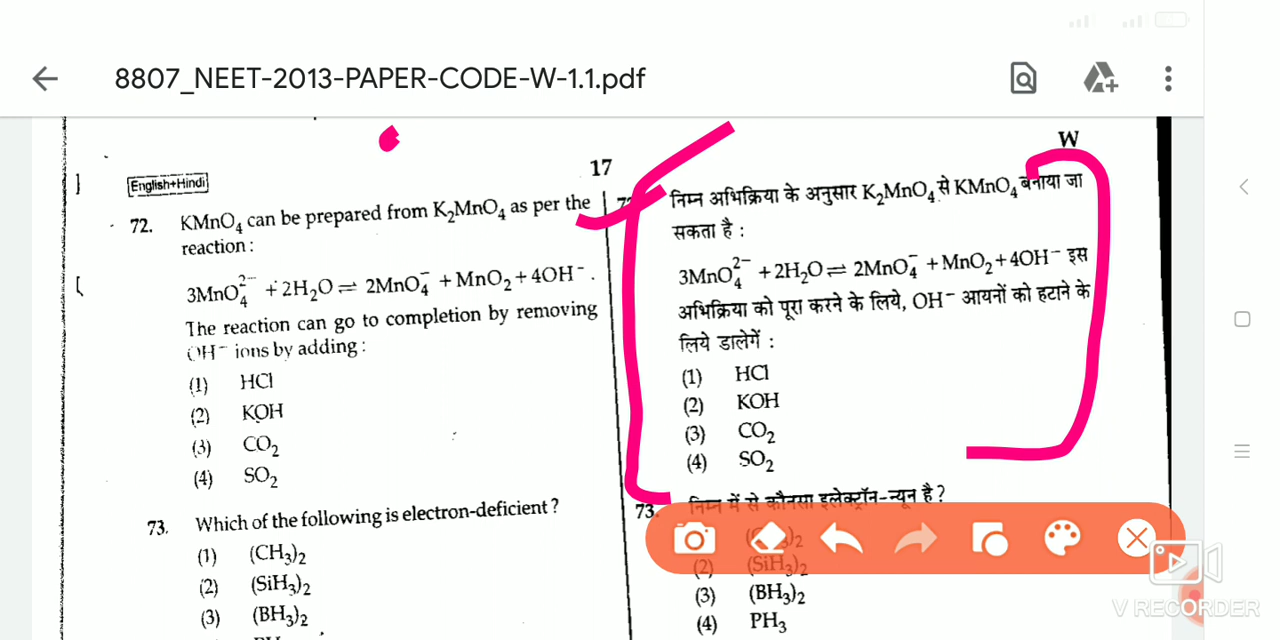 8807_NEET-2013-PAPER-CODE-W-1.1.pdf
W
English+Hindi
17
72. KMnO₄ can be prepared from K₂MnO₄ as per the
reaction :
3MnO₄²⁻ + 2H₂O ⇌ 2MnO₄⁻ + MnO₂ + 4OH⁻.
The reaction can go to completion by removing
OH⁻ ions by adding :
(1) HCl
(2) KOH
(3) CO₂
(4) SO₂
73. Which of the following is electron-deficient ?
(1) (CH₃)₂
(2) (SiH₃)₂
(3) (BH₃)₂
निम्न अभिक्रिया के अनुसार K₂MnO₄ से KMnO₄ बनाया जा
सकता है :
3MnO₄²⁻ + 2H₂O ⇌ 2MnO₄⁻ + MnO₂ + 4OH⁻ इस
अभिक्रिया को पूरा करने के लिये, OH⁻ आयनों को हटाने के
लिये डालेगें :
(1) HCl
(2) KOH
(3) CO₂
(4) SO₂
73. निम्न में से कौनसा इलेक्ट्रॉन-न्यून है ?
(2) (SiH₃)₂
(3) (BH₃)₂
(4) PH₃
V RECORDER